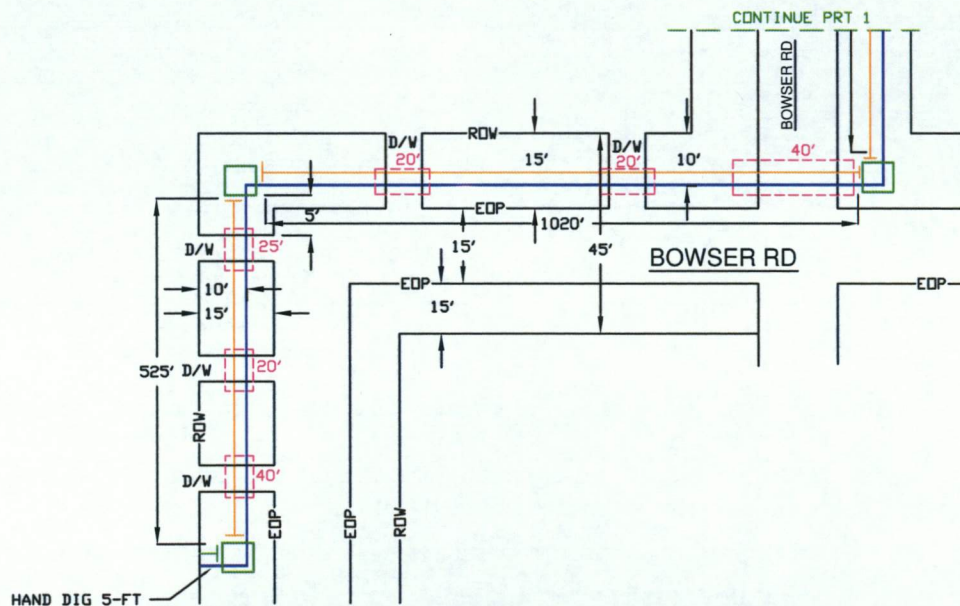 CONTINUE PRT 1
BOWSER RD
D/W
ROW
D/W
20'
15'
20'
10'
40'
5'
EOP
1020'
D/W
25'
15'
45'
BOWSER RD
10'
EOP
EOP
15'
15'
525'
D/W
20'
ROW
D/W
40'
EOP
EOP
ROW
HAND DIG 5-FT